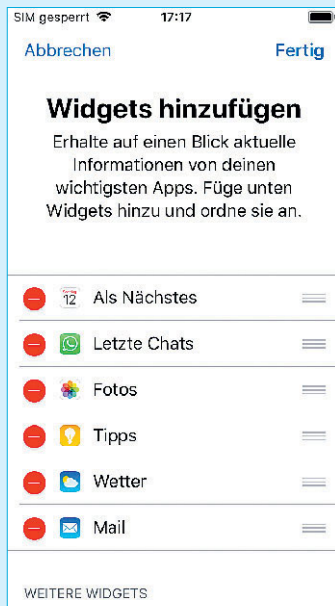 SIM gesperrt 17:17
Abbrechen Fertig
Widgets hinzufügen
Erhalte auf einen Blick aktuelle
Informationen von deinen
wichtigsten Apps. Füge unten
Widgets hinzu und ordne sie an.
Sonntag
12 Als Nächstes
Letzte Chats
Fotos
Tipps
Wetter
Mail
WEITERE WIDGETS